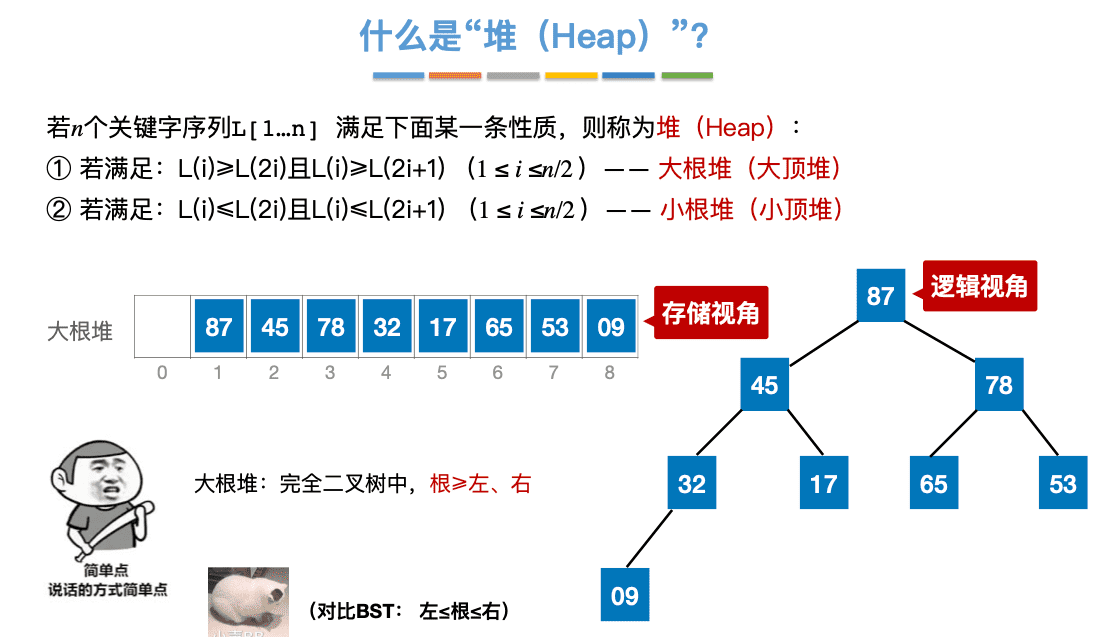 什么是“堆（Heap）”？
若n个关键字序列L[1…n] 满足下面某一条性质，则称为堆（Heap）：
① 若满足：L(i)≥L(2i)且L(i)≥L(2i+1) （1 ≤ i ≤n/2 ）—— 大根堆（大顶堆）
② 若满足：L(i)≤L(2i)且L(i)≤L(2i+1) （1 ≤ i ≤n/2 ）—— 小根堆（小顶堆）
大根堆
87 45 78 32 17 65 53 09
0 1 2 3 4 5 6 7 8
存储视角
逻辑视角
87
45 78
32 17 65 53
09
大根堆：完全二叉树中，根≥左、右
简单点
说话的方式简单点
（对比BST： 左≤根≤右）